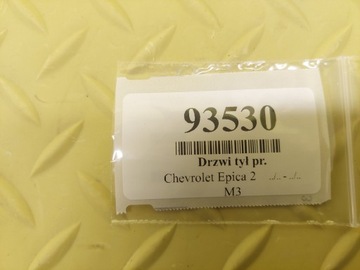 93530
Drzwi tył pr.
Chevrolet Epica 2 ../.. - ../..
M3